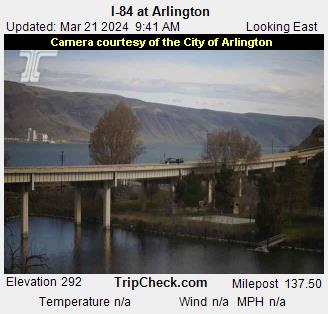 I-84 at Arlington
Updated: Mar 21 2024 9:41 AM Looking East
Camera courtesy of the City of Arlington
Elevation 292 TripCheck.com Milepost 137.50
Temperature n/a Wind n/a MPH n/a